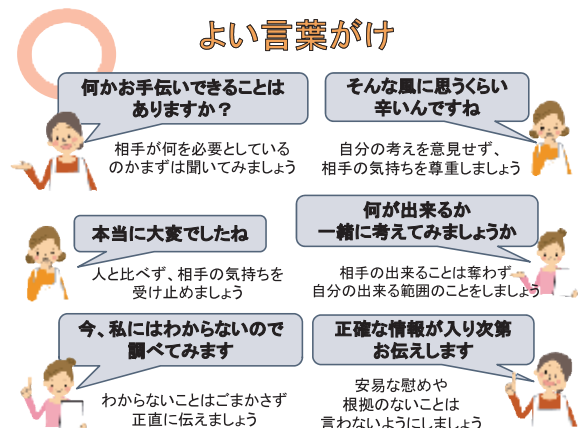 よい言葉がけ
何かお手伝いできることは
ありますか？
相手が何を必要としている
のかまずは聞いてみましょう
そんな風に思うくらい
辛いんですね
自分の考えを意見せず、
相手の気持ちを尊重しましょう
本当に大変でしたね
人と比べず、相手の気持ちを
受け止めましょう
何が出来るか
一緒に考えてみましょうか
相手の出来ることは奪わず
自分の出来る範囲のことをしましょう
今、私にはわからないので
調べてみます
わからないことはごまかさず
正直に伝えましょう
正確な情報が入り次第
お伝えします
安易な慰めや
根拠のないことは
言わないようにしましょう